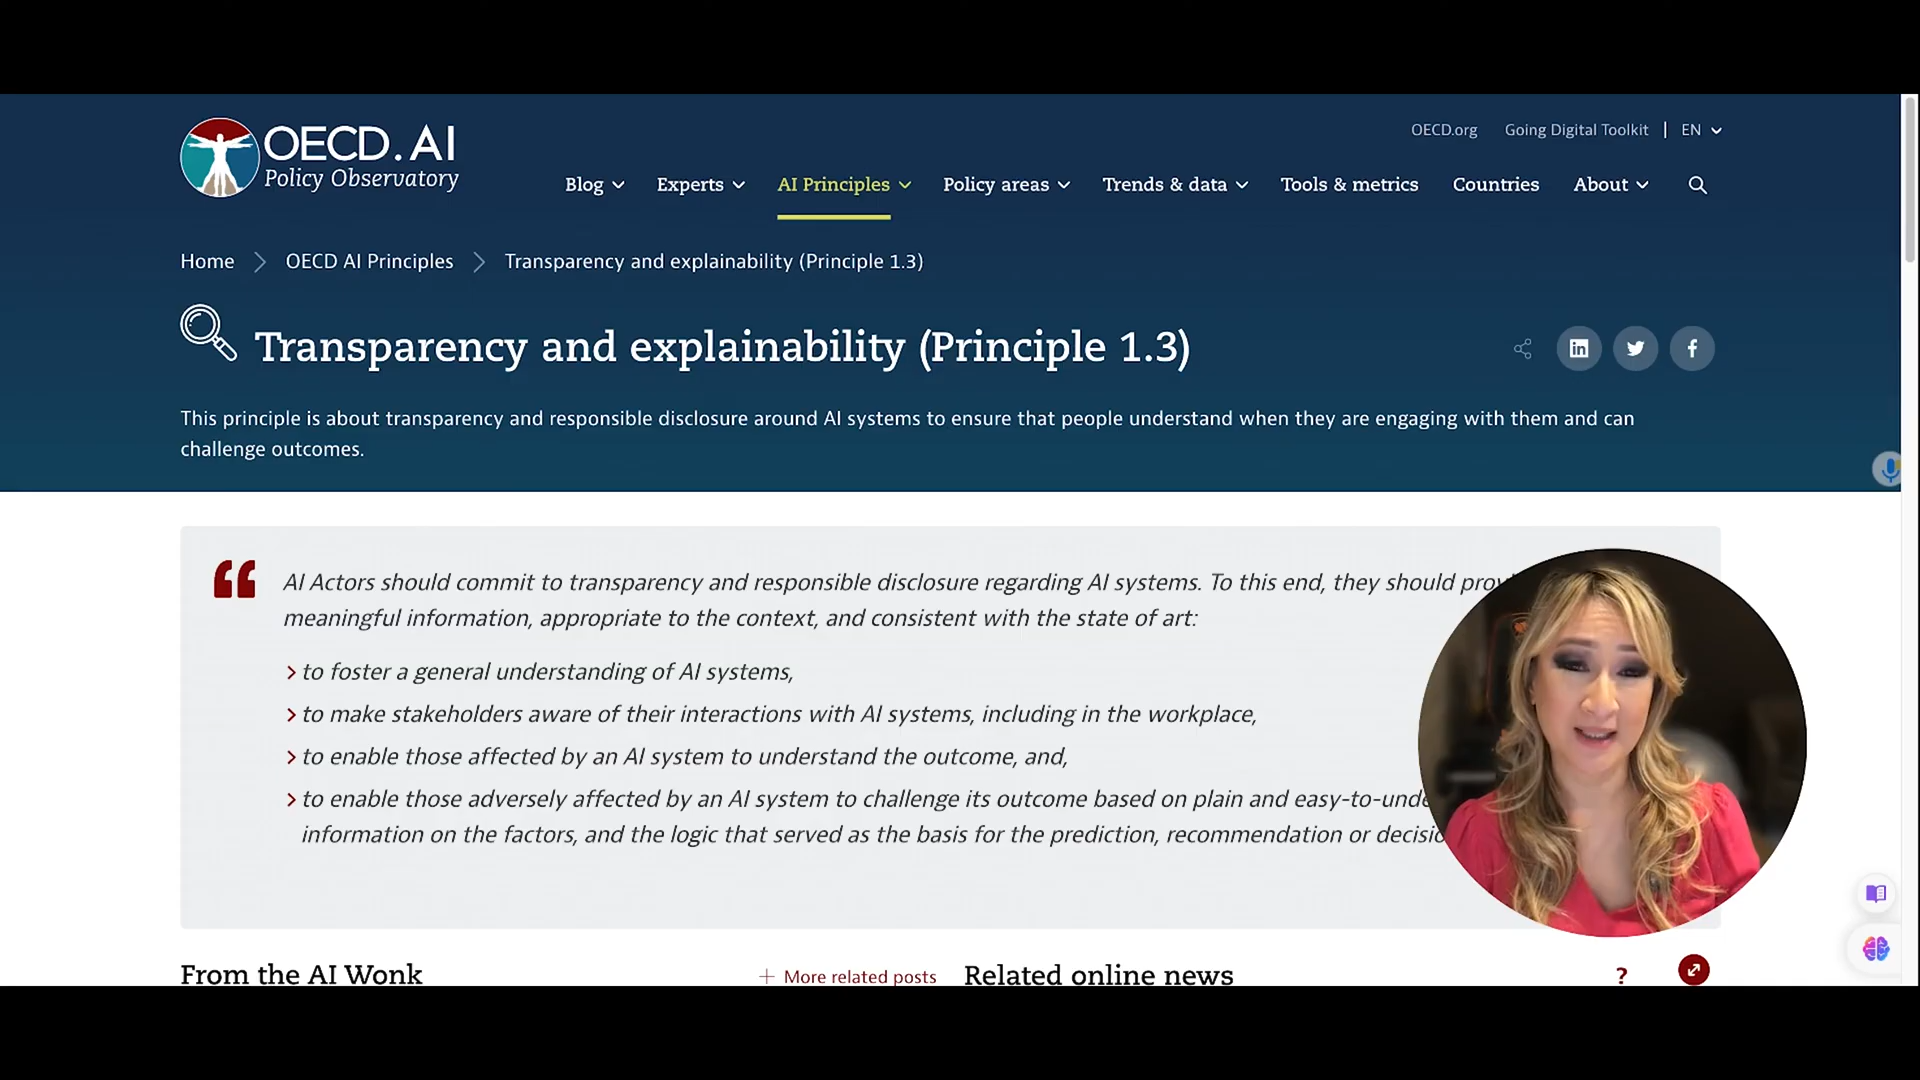 OECD.AI
Policy Observatory
OECD.org Going Digital Toolkit | EN
Blog Experts AI Principles Policy areas Trends & data Tools & metrics Countries About
Home OECD AI Principles Transparency and explainability (Principle 1.3)
Transparency and explainability (Principle 1.3)
This principle is about transparency and responsible disclosure around AI systems to ensure that people understand when they are engaging with them and can
challenge outcomes.
AI Actors should commit to transparency and responsible disclosure regarding AI systems. To this end, they should
meaningful information, appropriate to the context, and consistent with the state of art:
to foster a general understanding of AI systems,
to make stakeholders aware of their interactions with AI systems, including in the workplace,
to enable those affected by an AI system to understand the outcome, and,
to enable those adversely affected by an AI system to challenge its outcome based on plain and
information on the factors, and the logic that served as the basis for the prediction, recommendation or
From the AI Wonk
+ More related posts
Related online news
?